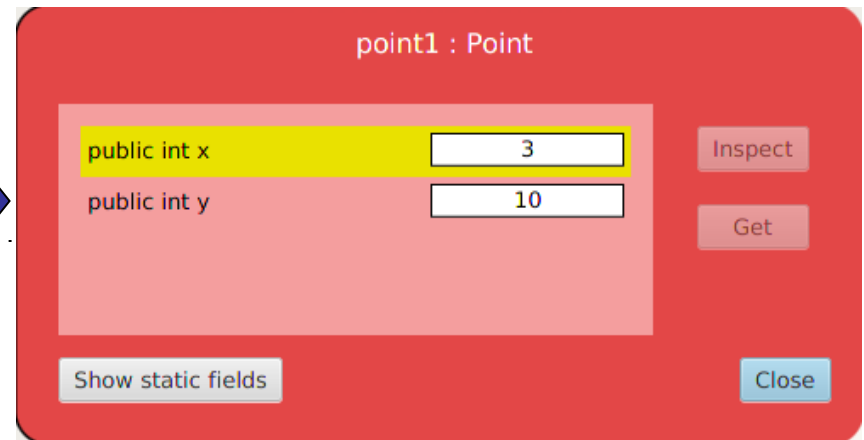 point1 : Point
public int x 3
Inspect
public int y 10
Get
Show static fields
Close